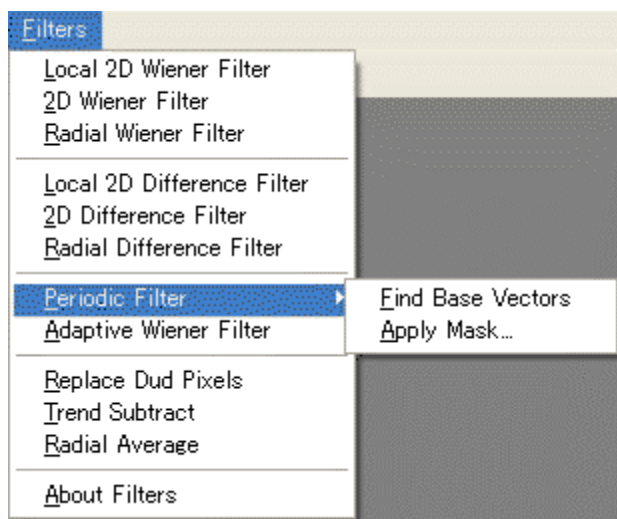 Filters
Local 2D Wiener Filter
2D Wiener Filter
Radial Wiener Filter
Local 2D Difference Filter
2D Difference Filter
Radial Difference Filter
Periodic Filter
Find Base Vectors
Adaptive Wiener Filter
Apply Mask...
Replace Dud Pixels
Trend Subtract
Radial Average
About Filters